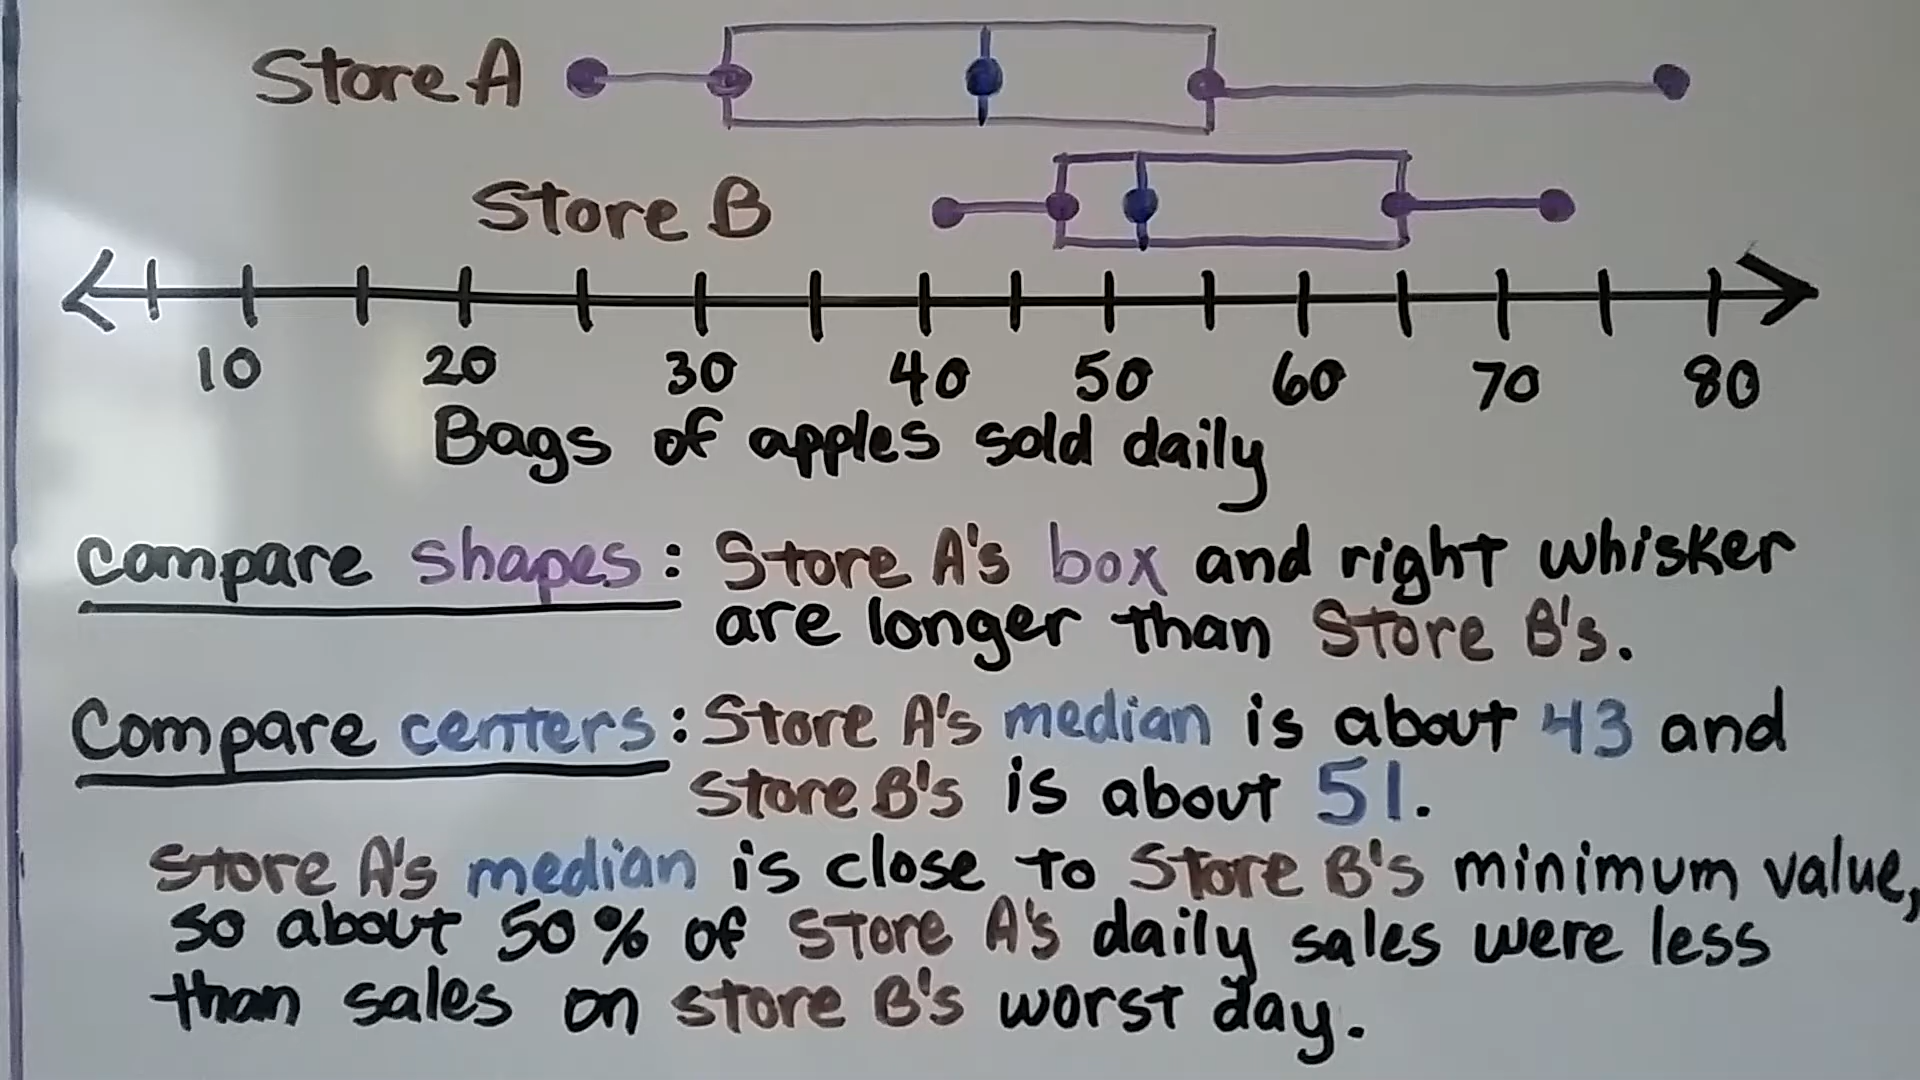 Store A
Store B
10 20 30 40 50 60 70 80
Bags of apples sold daily
Compare shapes: Store A's box and right whisker
are longer than Store B's.
Compare centers: Store A's median is about 43 and
Store B's is about 51.
Store A's median is close to Store B's minimum value,
so about 50% of Store A's daily sales were less
than sales on store B's worst day.